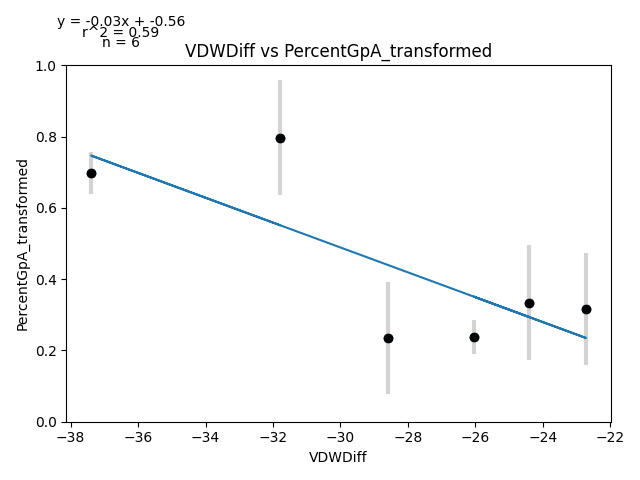 y = -0.03x + -0.56
r^2 = 0.59
n = 6
VDWDiff vs PercentGpA_transformed
1.0
0.8
0.6
0.4
0.2
0.0
PercentGpA_transformed
−38 −36 −34 −32 −30 −28 −26 −24 −22
VDWDiff